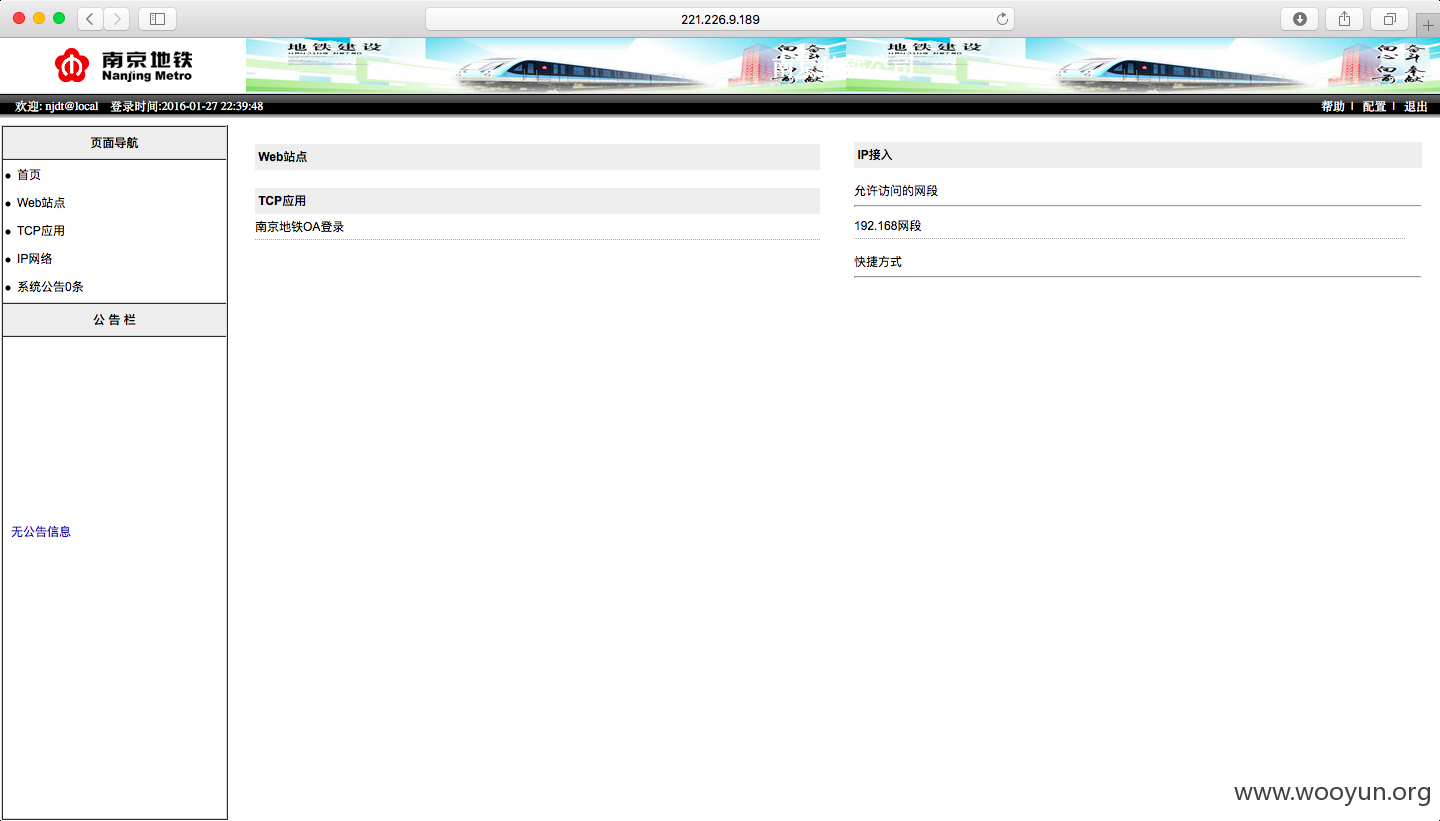 221.226.9.189
南京地铁
Nanjing Metro
地 铁 建 设
地 铁 建 设
欢迎: njdt@local 登录时间:2016-01-27 22:39:48
帮助 | 配置 | 退出
页面导航
首页
Web站点
TCP应用
IP网络
系统公告0条
公 告 栏
无公告信息
Web站点
TCP应用
南京地铁OA登录
IP接入
允许访问的网段
192.168网段
快捷方式
www.wooyun.org